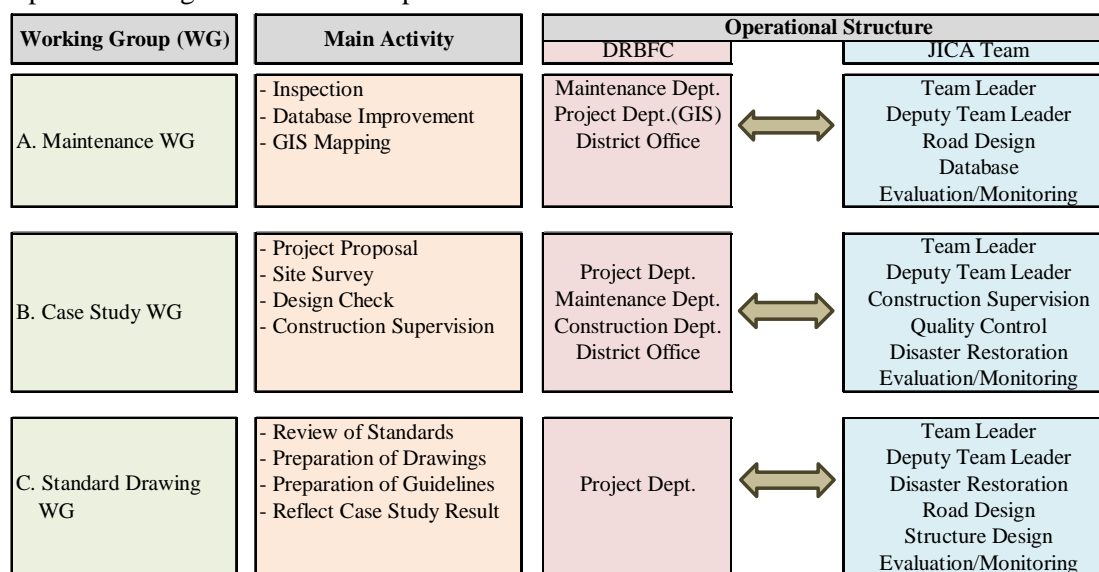 Working Group (WG)
Main Activity
Operational Structure
DRBFC
JICA Team
A. Maintenance WG
- Inspection
- Database Improvement
- GIS Mapping
Maintenance Dept.
Project Dept.(GIS)
District Office
Team Leader
Deputy Team Leader
Road Design
Database
Evaluation/Monitoring
B. Case Study WG
- Project Proposal
- Site Survey
- Design Check
- Construction Supervision
Project Dept.
Maintenance Dept.
Construction Dept.
District Office
Team Leader
Deputy Team Leader
Construction Supervision
Quality Control
Disaster Restoration
Evaluation/Monitoring
C. Standard Drawing
WG
- Review of Standards
- Preparation of Drawings
- Preparation of Guidelines
- Reflect Case Study Result
Project Dept.
Team Leader
Deputy Team Leader
Disaster Restoration
Road Design
Structure Design
Evaluation/Monitoring